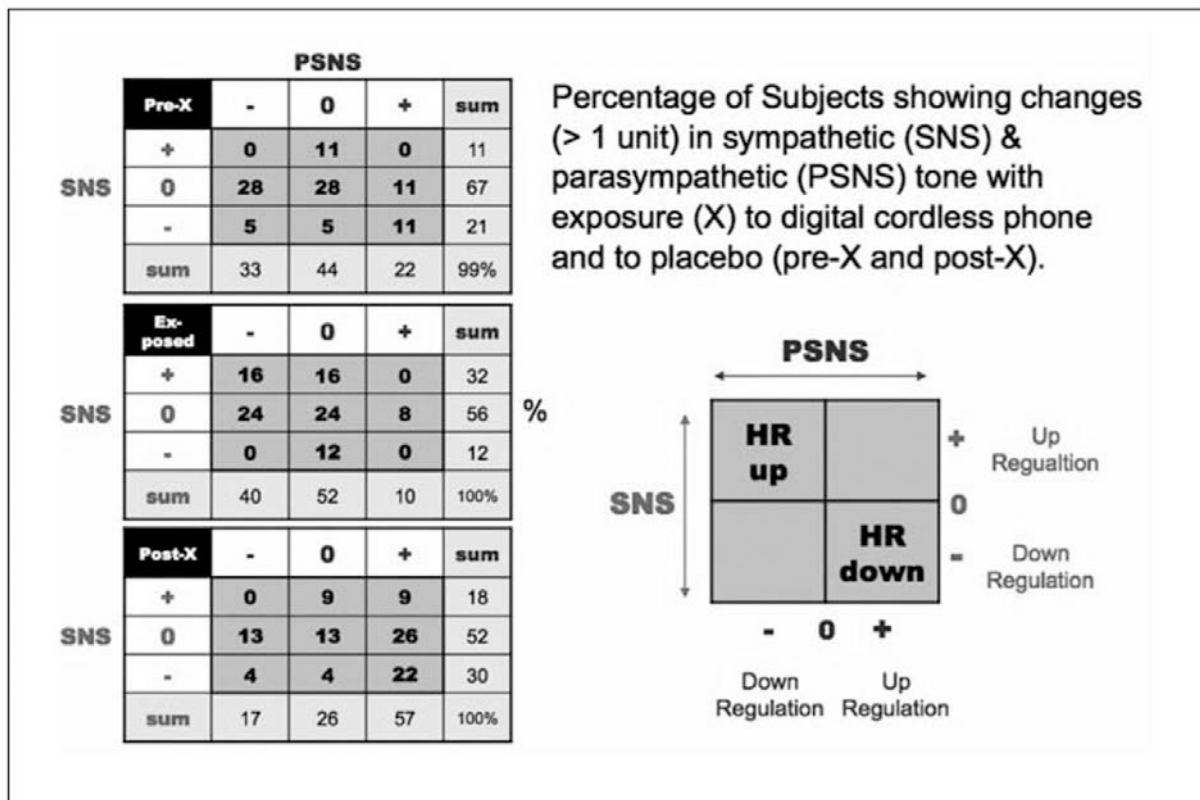 PSNS
Pre-X - 0 + sum
+ 0 11 0 11
SNS 0 28 28 11 67
- 5 5 11 21
sum 33 44 22 99%
Ex-
posed - 0 + sum
+ 16 16 0 32
SNS 0 24 24 8 56 %
- 0 12 0 12
sum 40 52 10 100%
Post-X - 0 + sum
+ 0 9 9 18
SNS 0 13 13 26 52
- 4 4 22 30
sum 17 26 57 100%
Percentage of Subjects showing changes
(> 1 unit) in sympathetic (SNS) &
parasympathetic (PSNS) tone with
exposure (X) to digital cordless phone
and to placebo (pre-X and post-X).
PSNS
HR
up
+ Up
Regualtion
SNS
0
HR
down
- Down
Regulation
- 0 +
Down Up
Regulation Regulation